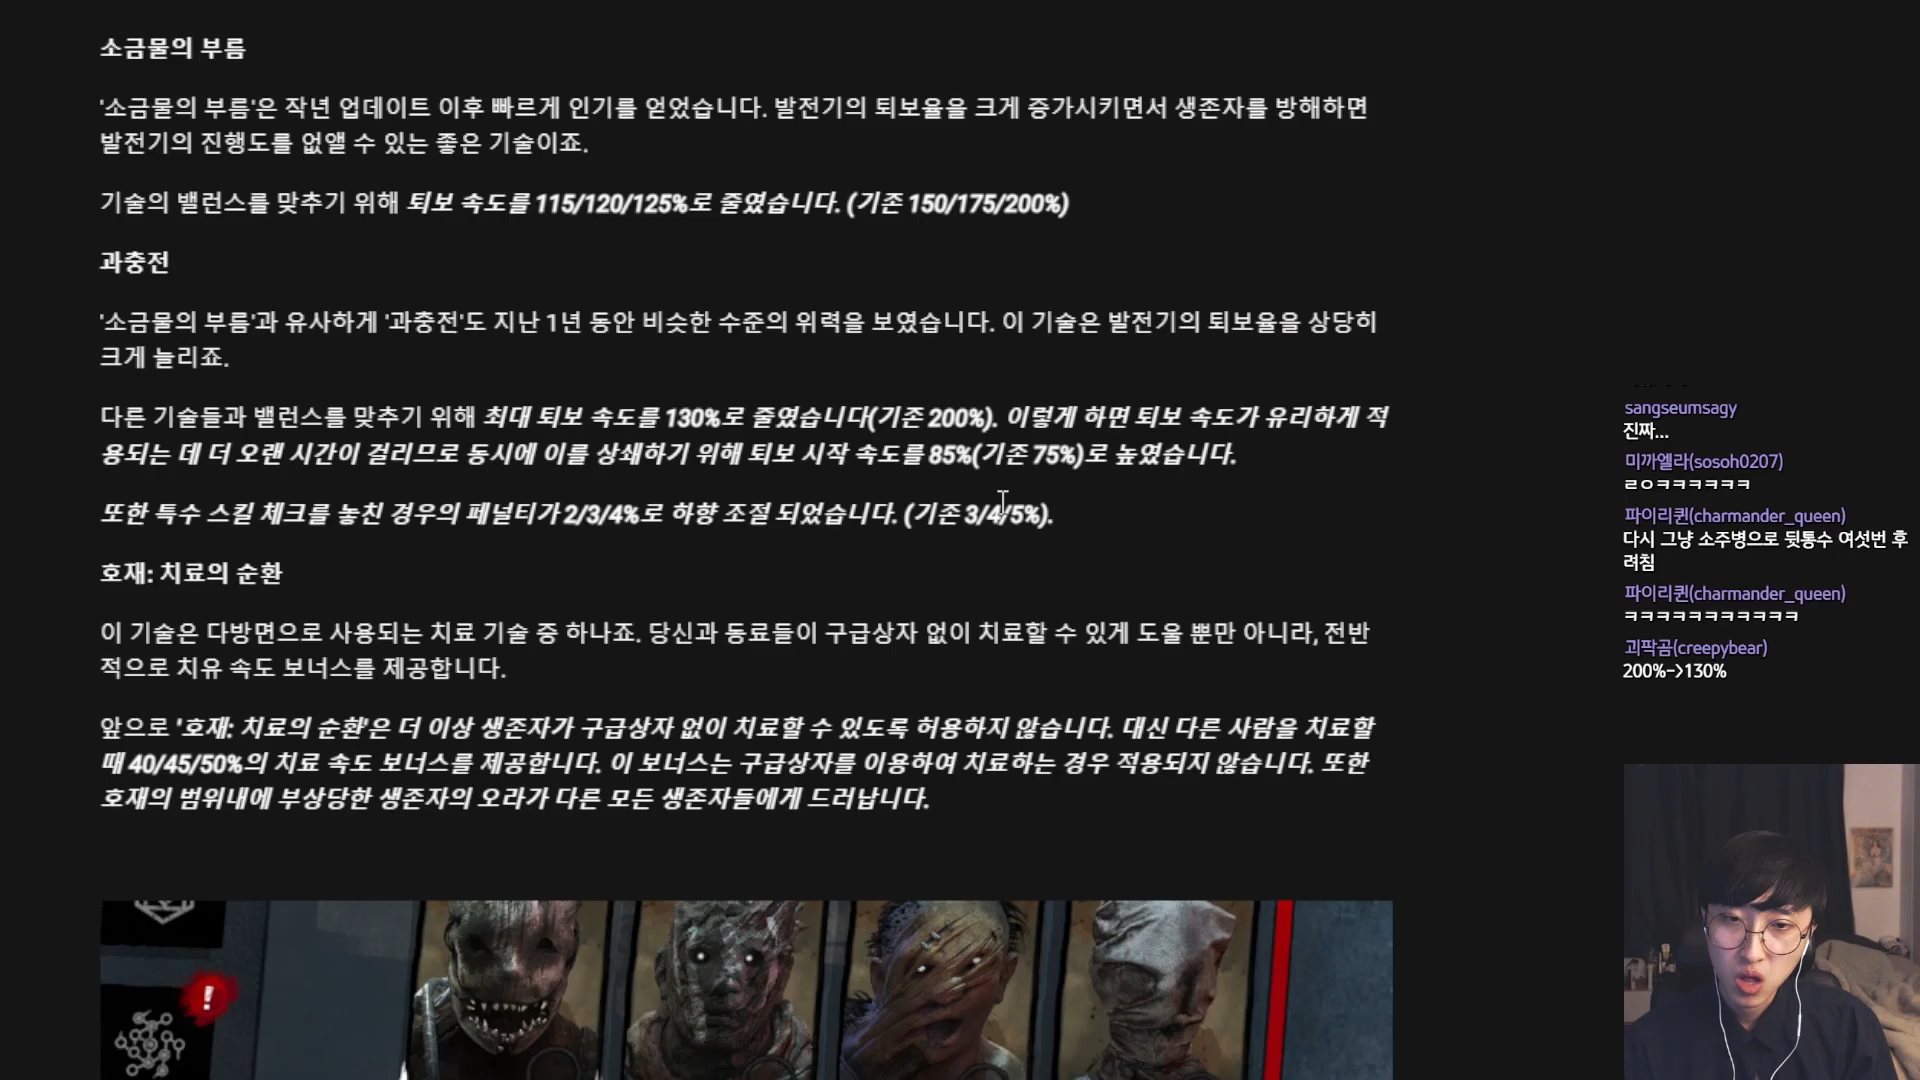 소금물의 부름
'소금물의 부름'은 작년 업데이트 이후 빠르게 인기를 얻었습니다. 발전기의 퇴보율을 크게 증가시키면서 생존자를 방해하면
발전기의 진행도를 없앨 수 있는 좋은 기술이죠.
기술의 밸런스를 맞추기 위해 퇴보 속도를 115/120/125%로 줄였습니다. (기존 150/175/200%)
과충전
'소금물의 부름'과 유사하게 '과충전'도 지난 1년 동안 비슷한 수준의 위력을 보였습니다. 이 기술은 발전기의 퇴보율을 상당히
크게 늘리죠.
다른 기술들과 밸런스를 맞추기 위해 최대 퇴보 속도를 130%로 줄였습니다(기존 200%). 이렇게 하면 퇴보 속도가 유리하게 적
용되는 데 더 오랜 시간이 걸리므로 동시에 이를 상쇄하기 위해 퇴보 시작 속도를 85%(기존 75%)로 높였습니다.
또한 특수 스킬 체크를 놓친 경우의 페널티가 2/3/4%로 하향 조절 되었습니다. (기존 3/4/5%).
호재: 치료의 순환
이 기술은 다방면으로 사용되는 치료 기술 중 하나죠. 당신과 동료들이 구급상자 없이 치료할 수 있게 도울 뿐만 아니라, 전반
적으로 치유 속도 보너스를 제공합니다.
앞으로 '호재: 치료의 순환'은 더 이상 생존자가 구급상자 없이 치료할 수 있도록 허용하지 않습니다. 대신 다른 사람을 치료할
때 40/45/50%의 치료 속도 보너스를 제공합니다. 이 보너스는 구급상자를 이용하여 치료하는 경우 적용되지 않습니다. 또한
호재의 범위내에 부상당한 생존자의 오라가 다른 모든 생존자들에게 드러납니다.
sangseumsagy
진짜...
미까엘라(sosoh0207)
ㄹㅇㅋㅋㅋㅋㅋㅋㅋ
파이리퀸(charmander_queen)
다시 그냥 소주병으로 뒷통수 여섯번 후
려침
파이리퀸(charmander_queen)
ㅋㅋㅋㅋㅋㅋㅋㅋㅋㅋㅋ
괴팍곰(creepybear)
200%->130%